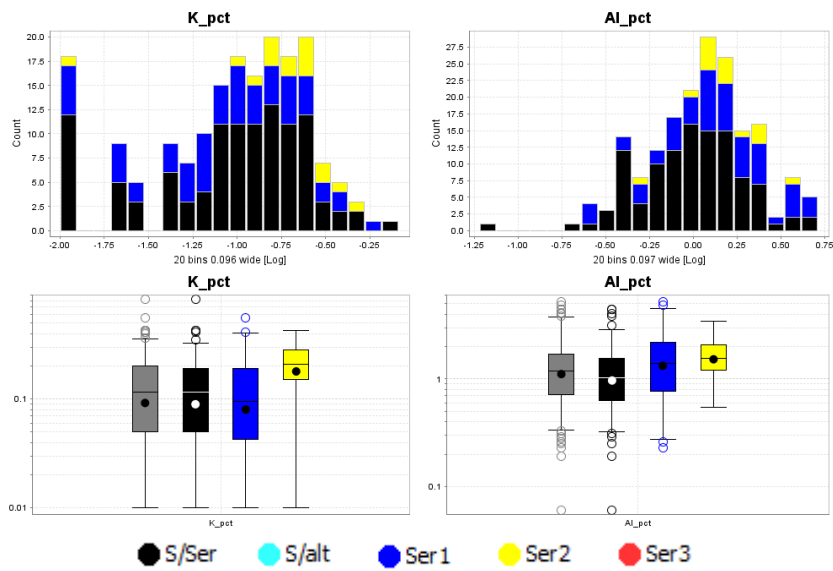 K_pct
Al_pct
20.0
17.5
15.0
12.5
10.0
7.5
5.0
2.5
0.0
Count
-2.00
-1.75
-1.50
-1.25
-1.00
-0.75
-0.50
-0.25
20 bins 0.096 wide [Log]
27.5
25.0
22.5
20.0
17.5
15.0
12.5
10.0
7.5
5.0
2.5
0.0
Count
-1.25
-1.00
-0.75
-0.50
-0.25
0.00
0.25
0.50
0.75
20 bins 0.097 wide [Log]
K_pct
Al_pct
0.1
0.01
K_pct
1
0.1
Al_pct
S/Ser
S/alt
Ser1
Ser2
Ser3